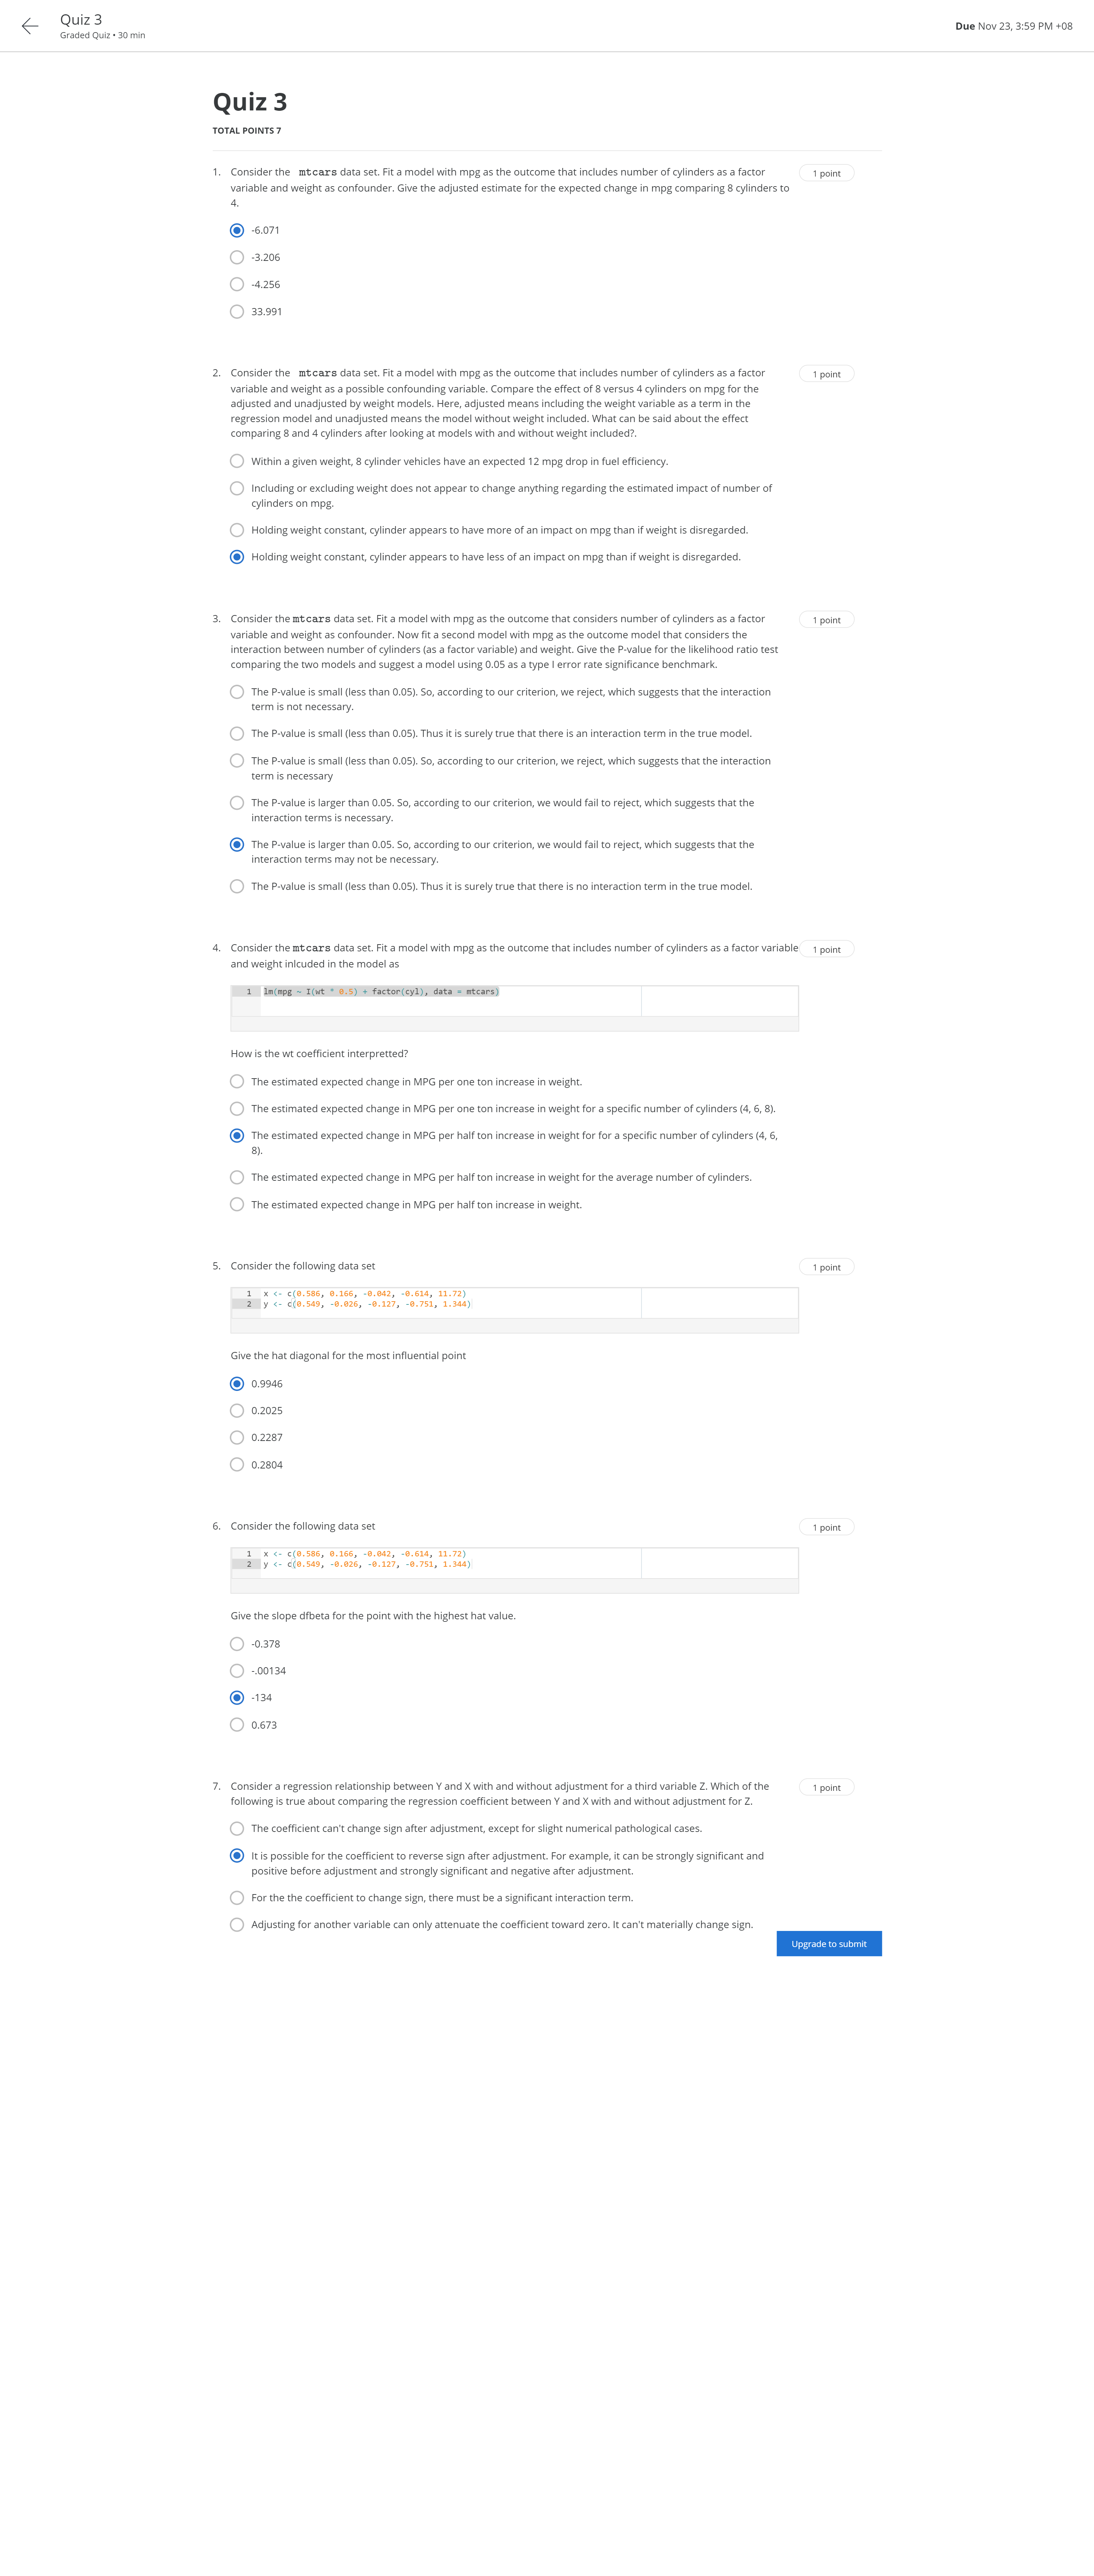 Quiz 3
Graded Quiz • 30 min
Due Nov 23, 3:59 PM +08
Quiz 3
TOTAL POINTS 7
1. Consider the mtcars data set. Fit a model with mpg as the outcome that includes number of cylinders as a factor
variable and weight as confounder. Give the adjusted estimate for the expected change in mpg comparing 8 cylinders to
4.
1 point
-6.071
-3.206
-4.256
33.991
2. Consider the mtcars data set. Fit a model with mpg as the outcome that includes number of cylinders as a factor
variable and weight as a possible confounding variable. Compare the effect of 8 versus 4 cylinders on mpg for the
adjusted and unadjusted by weight models. Here, adjusted means including the weight variable as a term in the
regression model and unadjusted means the model without weight included. What can be said about the effect
comparing 8 and 4 cylinders after looking at models with and without weight included?.
1 point
Within a given weight, 8 cylinder vehicles have an expected 12 mpg drop in fuel efficiency.
Including or excluding weight does not appear to change anything regarding the estimated impact of number of
cylinders on mpg.
Holding weight constant, cylinder appears to have more of an impact on mpg than if weight is disregarded.
Holding weight constant, cylinder appears to have less of an impact on mpg than if weight is disregarded.
3. Consider the mtcars data set. Fit a model with mpg as the outcome that considers number of cylinders as a factor
variable and weight as confounder. Now fit a second model with mpg as the outcome model that considers the
interaction between number of cylinders (as a factor variable) and weight. Give the P-value for the likelihood ratio test
comparing the two models and suggest a model using 0.05 as a type I error rate significance benchmark.
1 point
The P-value is small (less than 0.05). So, according to our criterion, we reject, which suggests that the interaction
term is not necessary.
The P-value is small (less than 0.05). Thus it is surely true that there is an interaction term in the true model.
The P-value is small (less than 0.05). So, according to our criterion, we reject, which suggests that the interaction
term is necessary
The P-value is larger than 0.05. So, according to our criterion, we would fail to reject, which suggests that the
interaction terms is necessary.
The P-value is larger than 0.05. So, according to our criterion, we would fail to reject, which suggests that the
interaction terms may not be necessary.
The P-value is small (less than 0.05). Thus it is surely true that there is no interaction term in the true model.
4. Consider the mtcars data set. Fit a model with mpg as the outcome that includes number of cylinders as a factor variable
and weight inlcuded in the model as
1 point
1 lm(mpg ~ I(wt * 0.5) + factor(cyl), data = mtcars)
How is the wt coefficient interpretted?
The estimated expected change in MPG per one ton increase in weight.
The estimated expected change in MPG per one ton increase in weight for a specific number of cylinders (4, 6, 8).
The estimated expected change in MPG per half ton increase in weight for for a specific number of cylinders (4, 6,
8).
The estimated expected change in MPG per half ton increase in weight for the average number of cylinders.
The estimated expected change in MPG per half ton increase in weight.
5. Consider the following data set
1 point
1 x <- c(0.586, 0.166, -0.042, -0.614, 11.72)
2 y <- c(0.549, -0.026, -0.127, -0.751, 1.344)
Give the hat diagonal for the most influential point
0.9946
0.2025
0.2287
0.2804
6. Consider the following data set
1 point
1 x <- c(0.586, 0.166, -0.042, -0.614, 11.72)
2 y <- c(0.549, -0.026, -0.127, -0.751, 1.344)
Give the slope dfbeta for the point with the highest hat value.
-0.378
-.00134
-134
0.673
7. Consider a regression relationship between Y and X with and without adjustment for a third variable Z. Which of the
following is true about comparing the regression coefficient between Y and X with and without adjustment for Z.
1 point
The coefficient can't change sign after adjustment, except for slight numerical pathological cases.
It is possible for the coefficient to reverse sign after adjustment. For example, it can be strongly significant and
positive before adjustment and strongly significant and negative after adjustment.
For the the coefficient to change sign, there must be a significant interaction term.
Adjusting for another variable can only attenuate the coefficient toward zero. It can't materially change sign.
Upgrade to submit